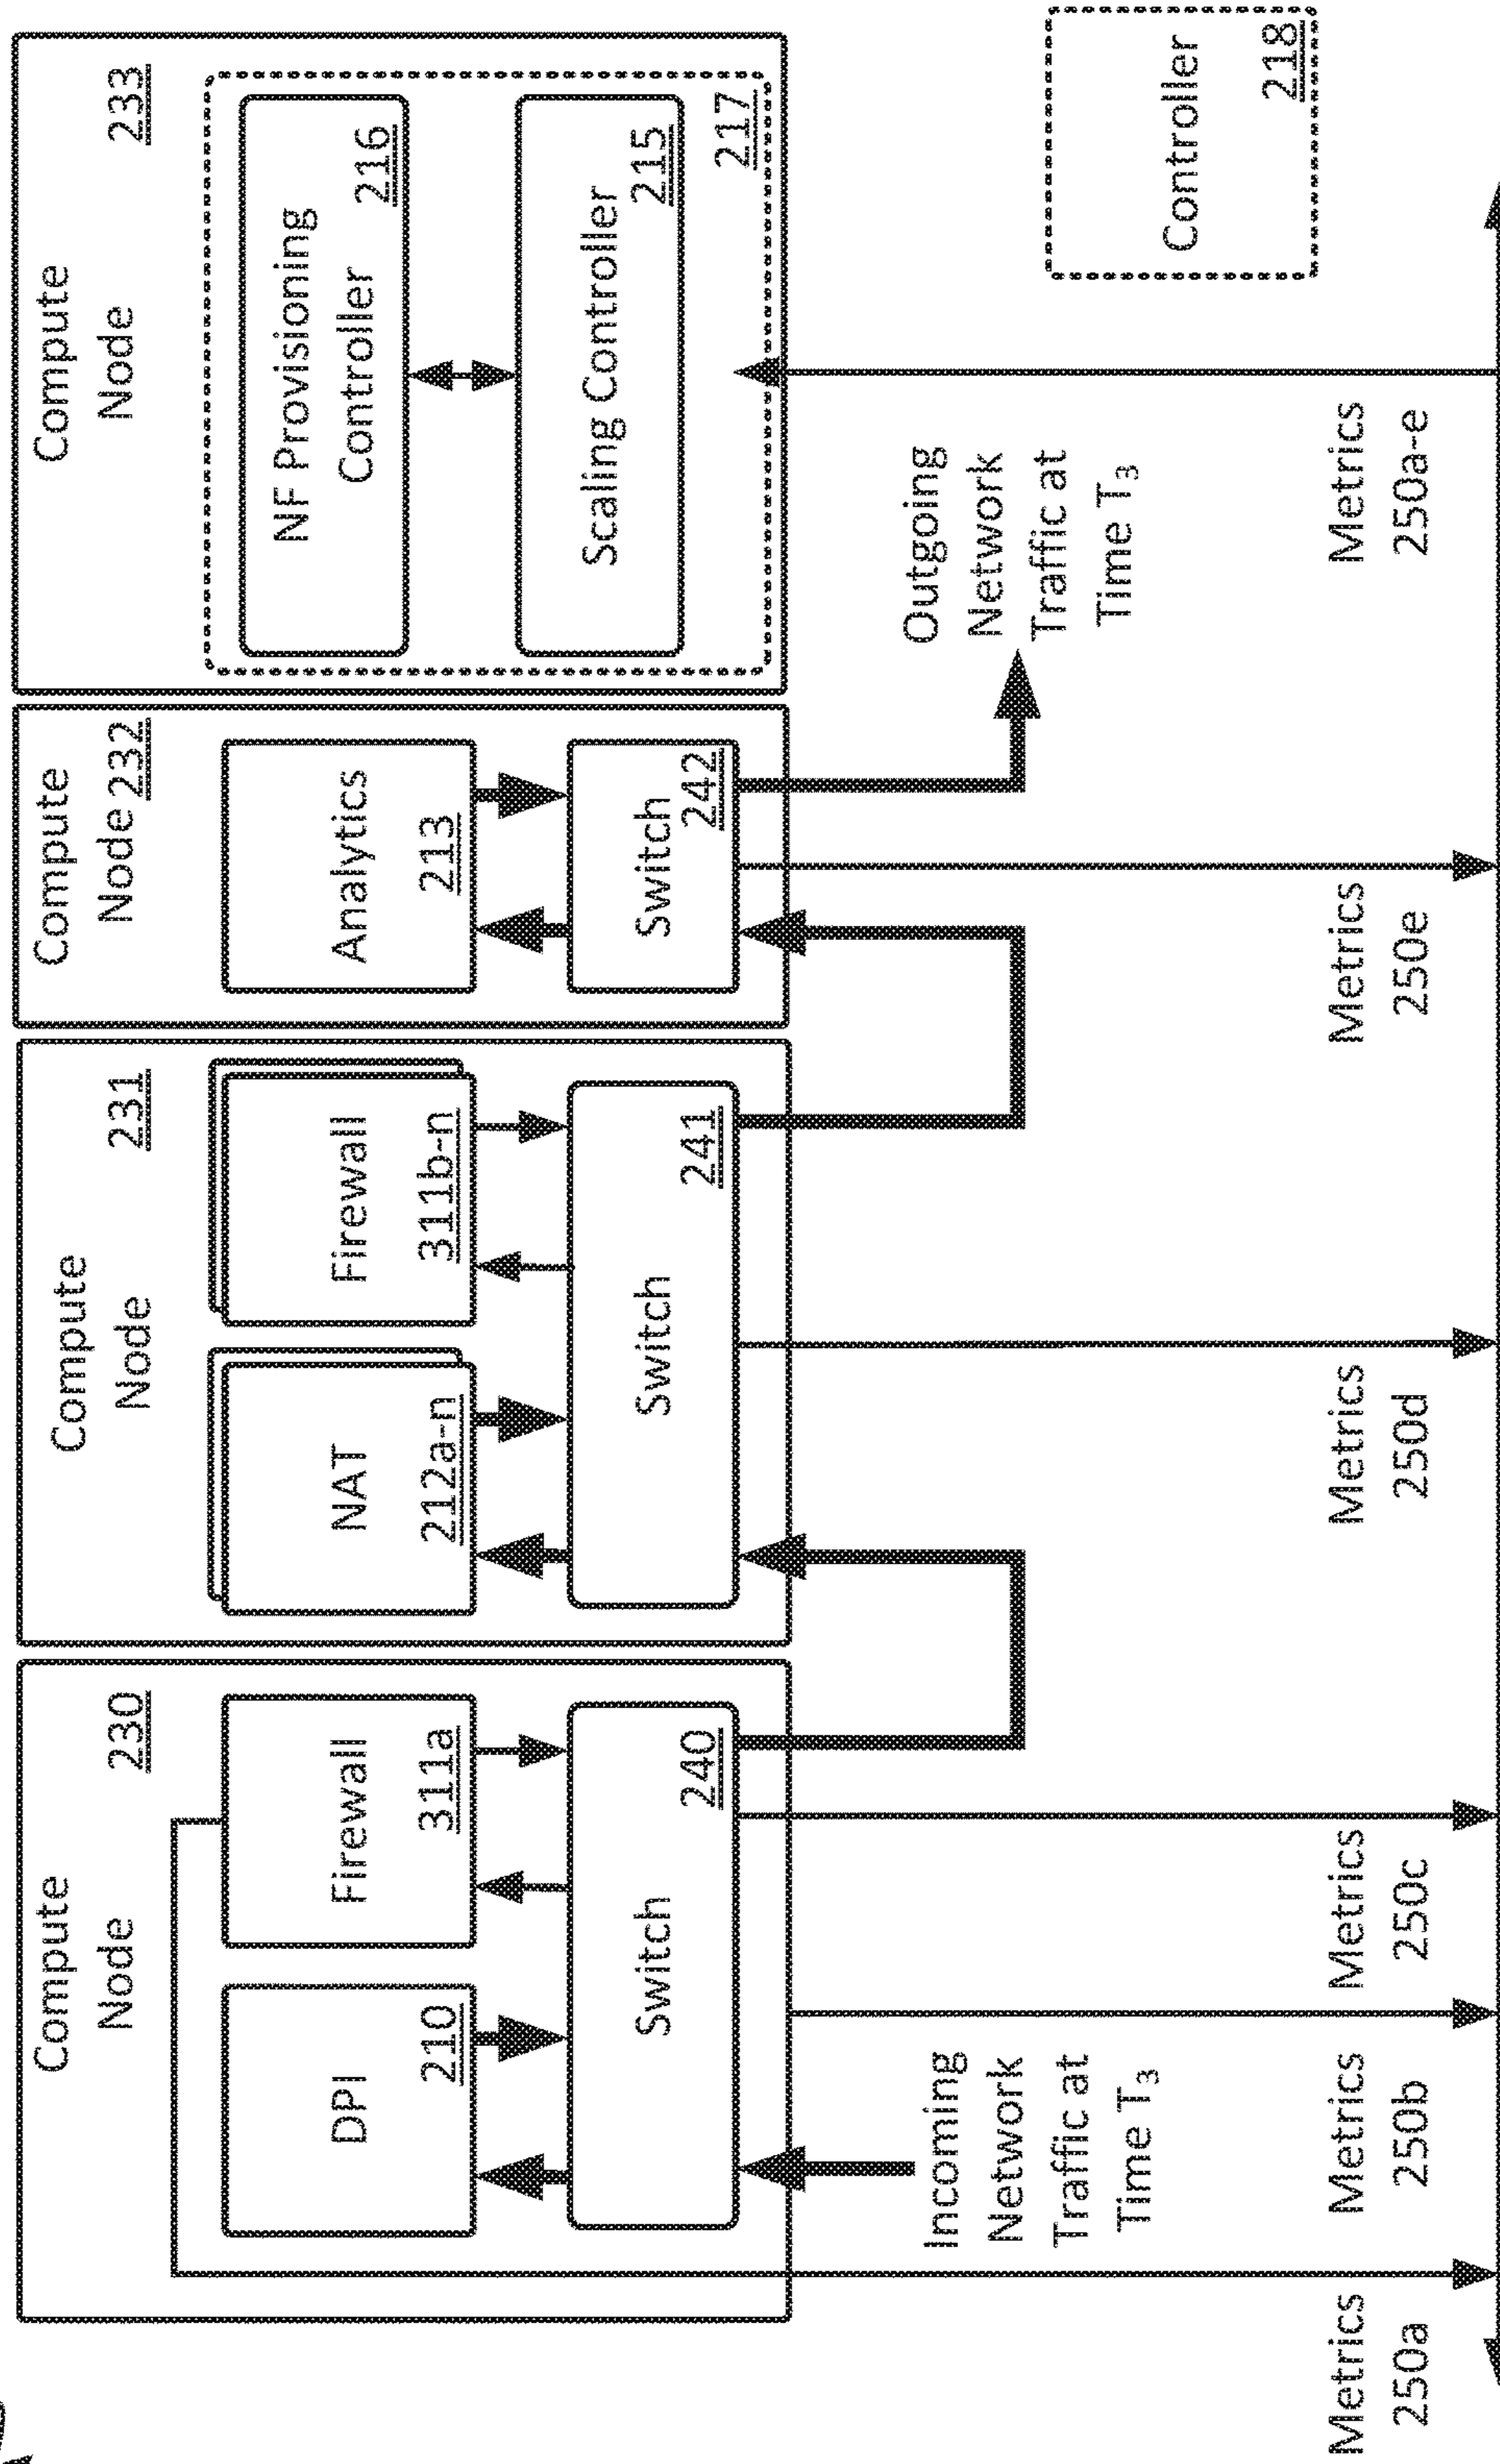 Compute
Node
230
DPI
210
Firewall
311a
Switch
240
Compute
Node
231
NAT
212a-n
Firewall
311b-n
Switch
241
Compute
Node 232
Analytics
213
Switch
242
Compute
Node
233
NF Provisioning
Controller
216
Scaling Controller
215
217
Incoming
Network
Traffic at
Time T3
Outgoing
Network
Traffic at
Time T3
Controller
218
Metrics
250a
Metrics
250b
Metrics
250c
Metrics
250d
Metrics
250e
Metrics
250a-e